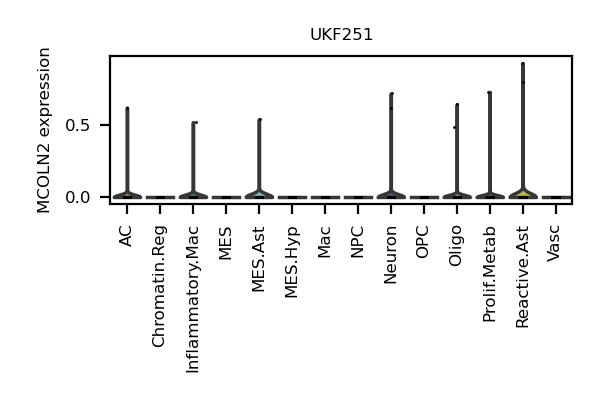 UKF251
MCOLN2 expression
0.5
0.0
AC
Chromatin.Reg
Inflammatory.Mac
MES
MES.Ast
MES.Hyp
Mac
NPC
Neuron
OPC
Oligo
Prolif.Metab
Reactive.Ast
Vasc